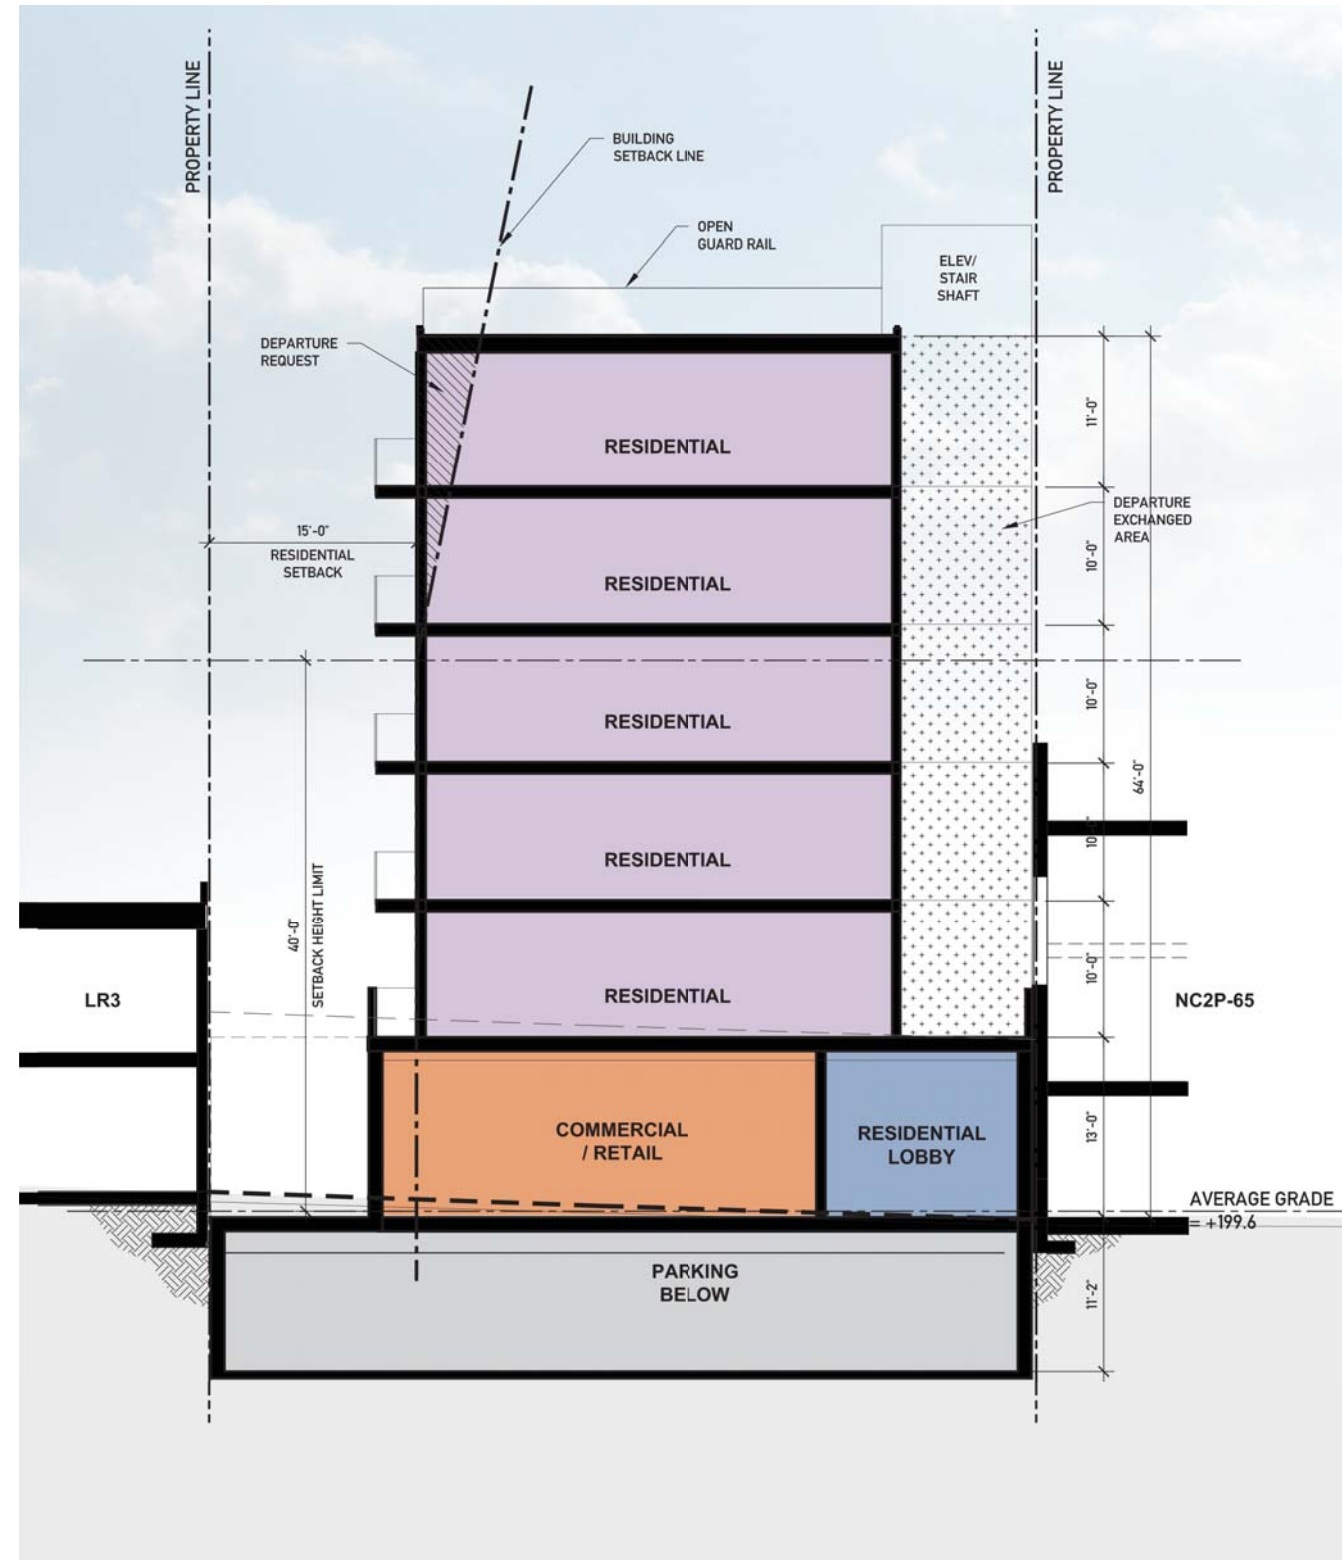 PROPERTY LINE
PROPERTY LINE
BUILDING
SETBACK LINE
OPEN
GUARD RAIL
ELEV/
STAIR
SHAFT
DEPARTURE
REQUEST
11'-0"
RESIDENTIAL
DEPARTURE
EXCHANGED
AREA
15'-0"
RESIDENTIAL
SETBACK
10'-0"
RESIDENTIAL
10'-0"
RESIDENTIAL
64'-0"
10'-0"
RESIDENTIAL
40'-0"
SETBACK HEIGHT LIMIT
10'-0"
LR3
RESIDENTIAL
NC2P-65
COMMERCIAL
/ RETAIL
RESIDENTIAL
LOBBY
13'-0"
AVERAGE GRADE
= +199.6
PARKING
BELOW
11'-2"